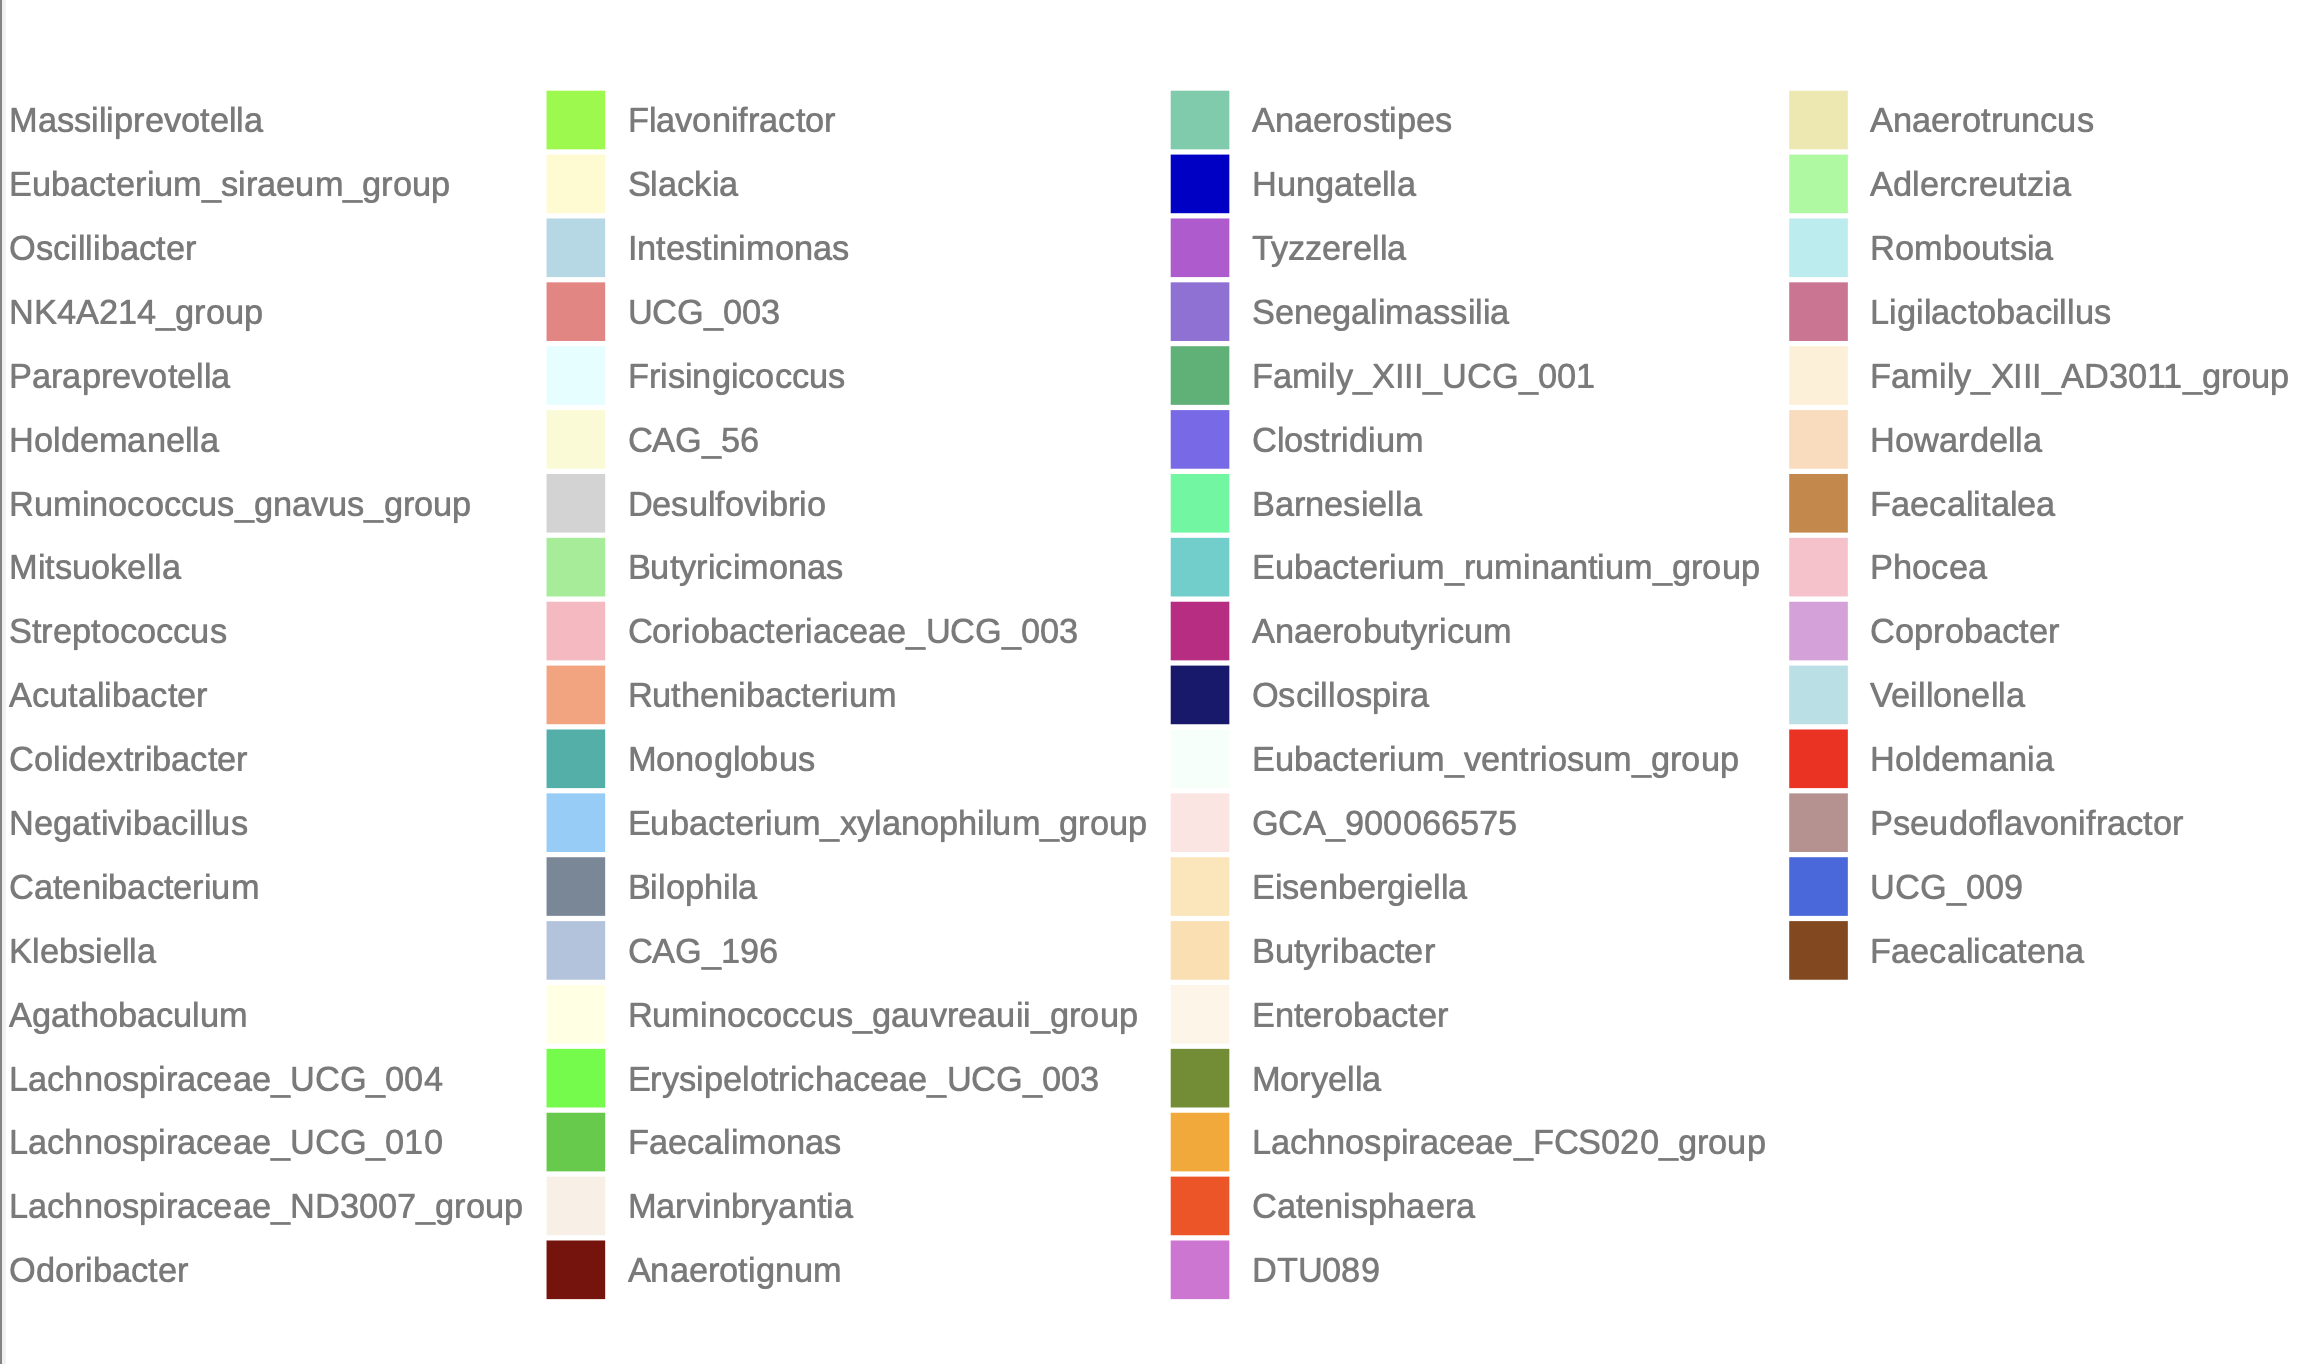 Massiliprevotella
Eubacterium_siraeum_group
Oscillibacter
NK4A214_group
Paraprevotella
Holdemanella
Ruminococcus_gnavus_group
Mitsuokella
Streptococcus
Acutalibacter
Colidextribacter
Negativibacillus
Catenibacterium
Klebsiella
Agathobaculum
Lachnospiraceae_UCG_004
Lachnospiraceae_UCG_010
Lachnospiraceae_ND3007_group
Odoribacter
Flavonifractor
Slackia
Intestinimonas
UCG_003
Frisingicoccus
CAG_56
Desulfovibrio
Butyricimonas
Coriobacteriaceae_UCG_003
Ruthenibacterium
Monoglobus
Eubacterium_xylanophilum_group
Bilophila
CAG_196
Ruminococcus_gauvreauii_group
Erysipelotrichaceae_UCG_003
Faecalimonas
Marvinbryantia
Anaerotignum
Anaerostipes
Hungatella
Tyzzerella
Senegalimassilia
Family_XIII_UCG_001
Clostridium
Barnesiella
Eubacterium_ruminantium_group
Anaerobutyricum
Oscillospira
Eubacterium_ventriosum_group
GCA_900066575
Eisenbergiella
Butyribacter
Enterobacter
Moryella
Lachnospiraceae_FCS020_group
Catenisphaera
DTU089
Anaerotruncus
Adlercreutzia
Romboutsia
Ligilactobacillus
Family_XIII_AD3011_group
Howardella
Faecalitalea
Phocea
Coprobacter
Veillonella
Holdemania
Pseudoflavonifractor
UCG_009
Faecalicatena